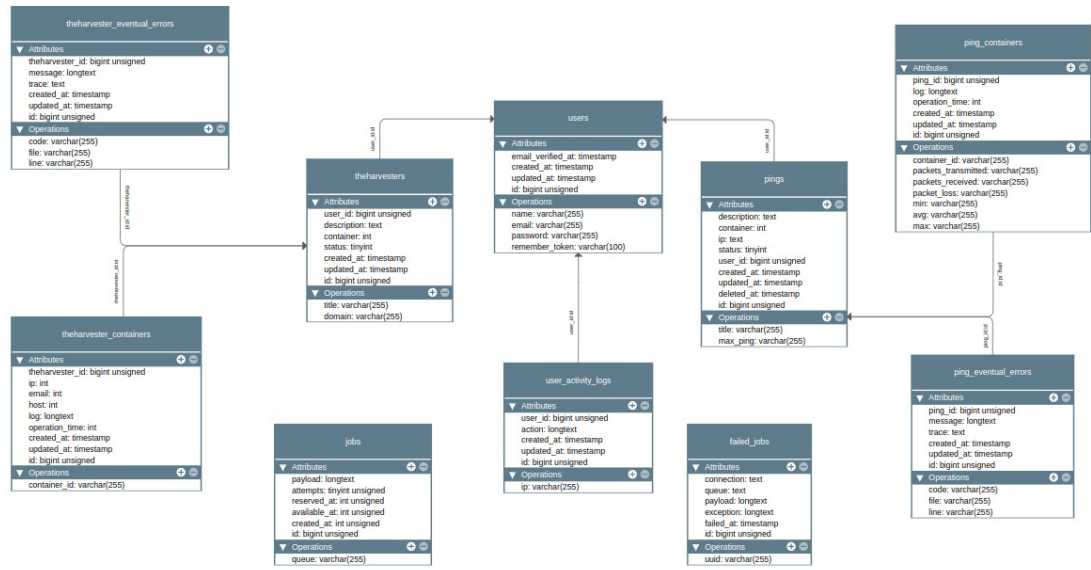 theharvester_eventual_errors
Attributes
theharvester_id: bigint unsigned
message: longtext
trace: text
created_at: timestamp
updated_at: timestamp
id: bigint unsigned
Operations
code: varchar(255)
file: varchar(255)
line: varchar(255)
theharvester_id:id
theharvester_id:id
theharvester_containers
Attributes
theharvester_id: bigint unsigned
ip: int
email: int
host: int
log: longtext
operation_time: int
created_at: timestamp
updated_at: timestamp
id: bigint unsigned
Operations
container_id: varchar(255)
user_id:id
theharvesters
Attributes
user_id: bigint unsigned
description: text
container: int
status: tinyint
created_at: timestamp
updated_at: timestamp
id: bigint unsigned
Operations
title: varchar(255)
domain: varchar(255)
jobs
Attributes
payload: longtext
attempts: tinyint unsigned
reserved_at: int unsigned
available_at: int unsigned
created_at: int unsigned
id: bigint unsigned
Operations
queue: varchar(255)
users
Attributes
email_verified_at: timestamp
created_at: timestamp
updated_at: timestamp
id: bigint unsigned
Operations
name: varchar(255)
email: varchar(255)
password: varchar(255)
remember_token: varchar(100)
user_id:id
user_activity_logs
Attributes
user_id: bigint unsigned
action: longtext
created_at: timestamp
updated_at: timestamp
id: bigint unsigned
Operations
ip: varchar(255)
user_id:id
pings
Attributes
description: text
container: int
ip: text
status: tinyint
user_id: bigint unsigned
created_at: timestamp
updated_at: timestamp
deleted_at: timestamp
id: bigint unsigned
Operations
title: varchar(255)
max_ping: varchar(255)
failed_jobs
Attributes
connection: text
queue: text
payload: longtext
exception: longtext
failed_at: timestamp
id: bigint unsigned
Operations
uuid: varchar(255)
ping_containers
Attributes
ping_id: bigint unsigned
log: longtext
operation_time: int
created_at: timestamp
updated_at: timestamp
id: bigint unsigned
Operations
container_id: varchar(255)
packets_transmitted: varchar(255)
packets_received: varchar(255)
packet_loss: varchar(255)
min: varchar(255)
avg: varchar(255)
max: varchar(255)
ping_id:id
ping_id:id
ping_eventual_errors
Attributes
ping_id: bigint unsigned
message: longtext
trace: text
created_at: timestamp
updated_at: timestamp
id: bigint unsigned
Operations
code: varchar(255)
file: varchar(255)
line: varchar(255)